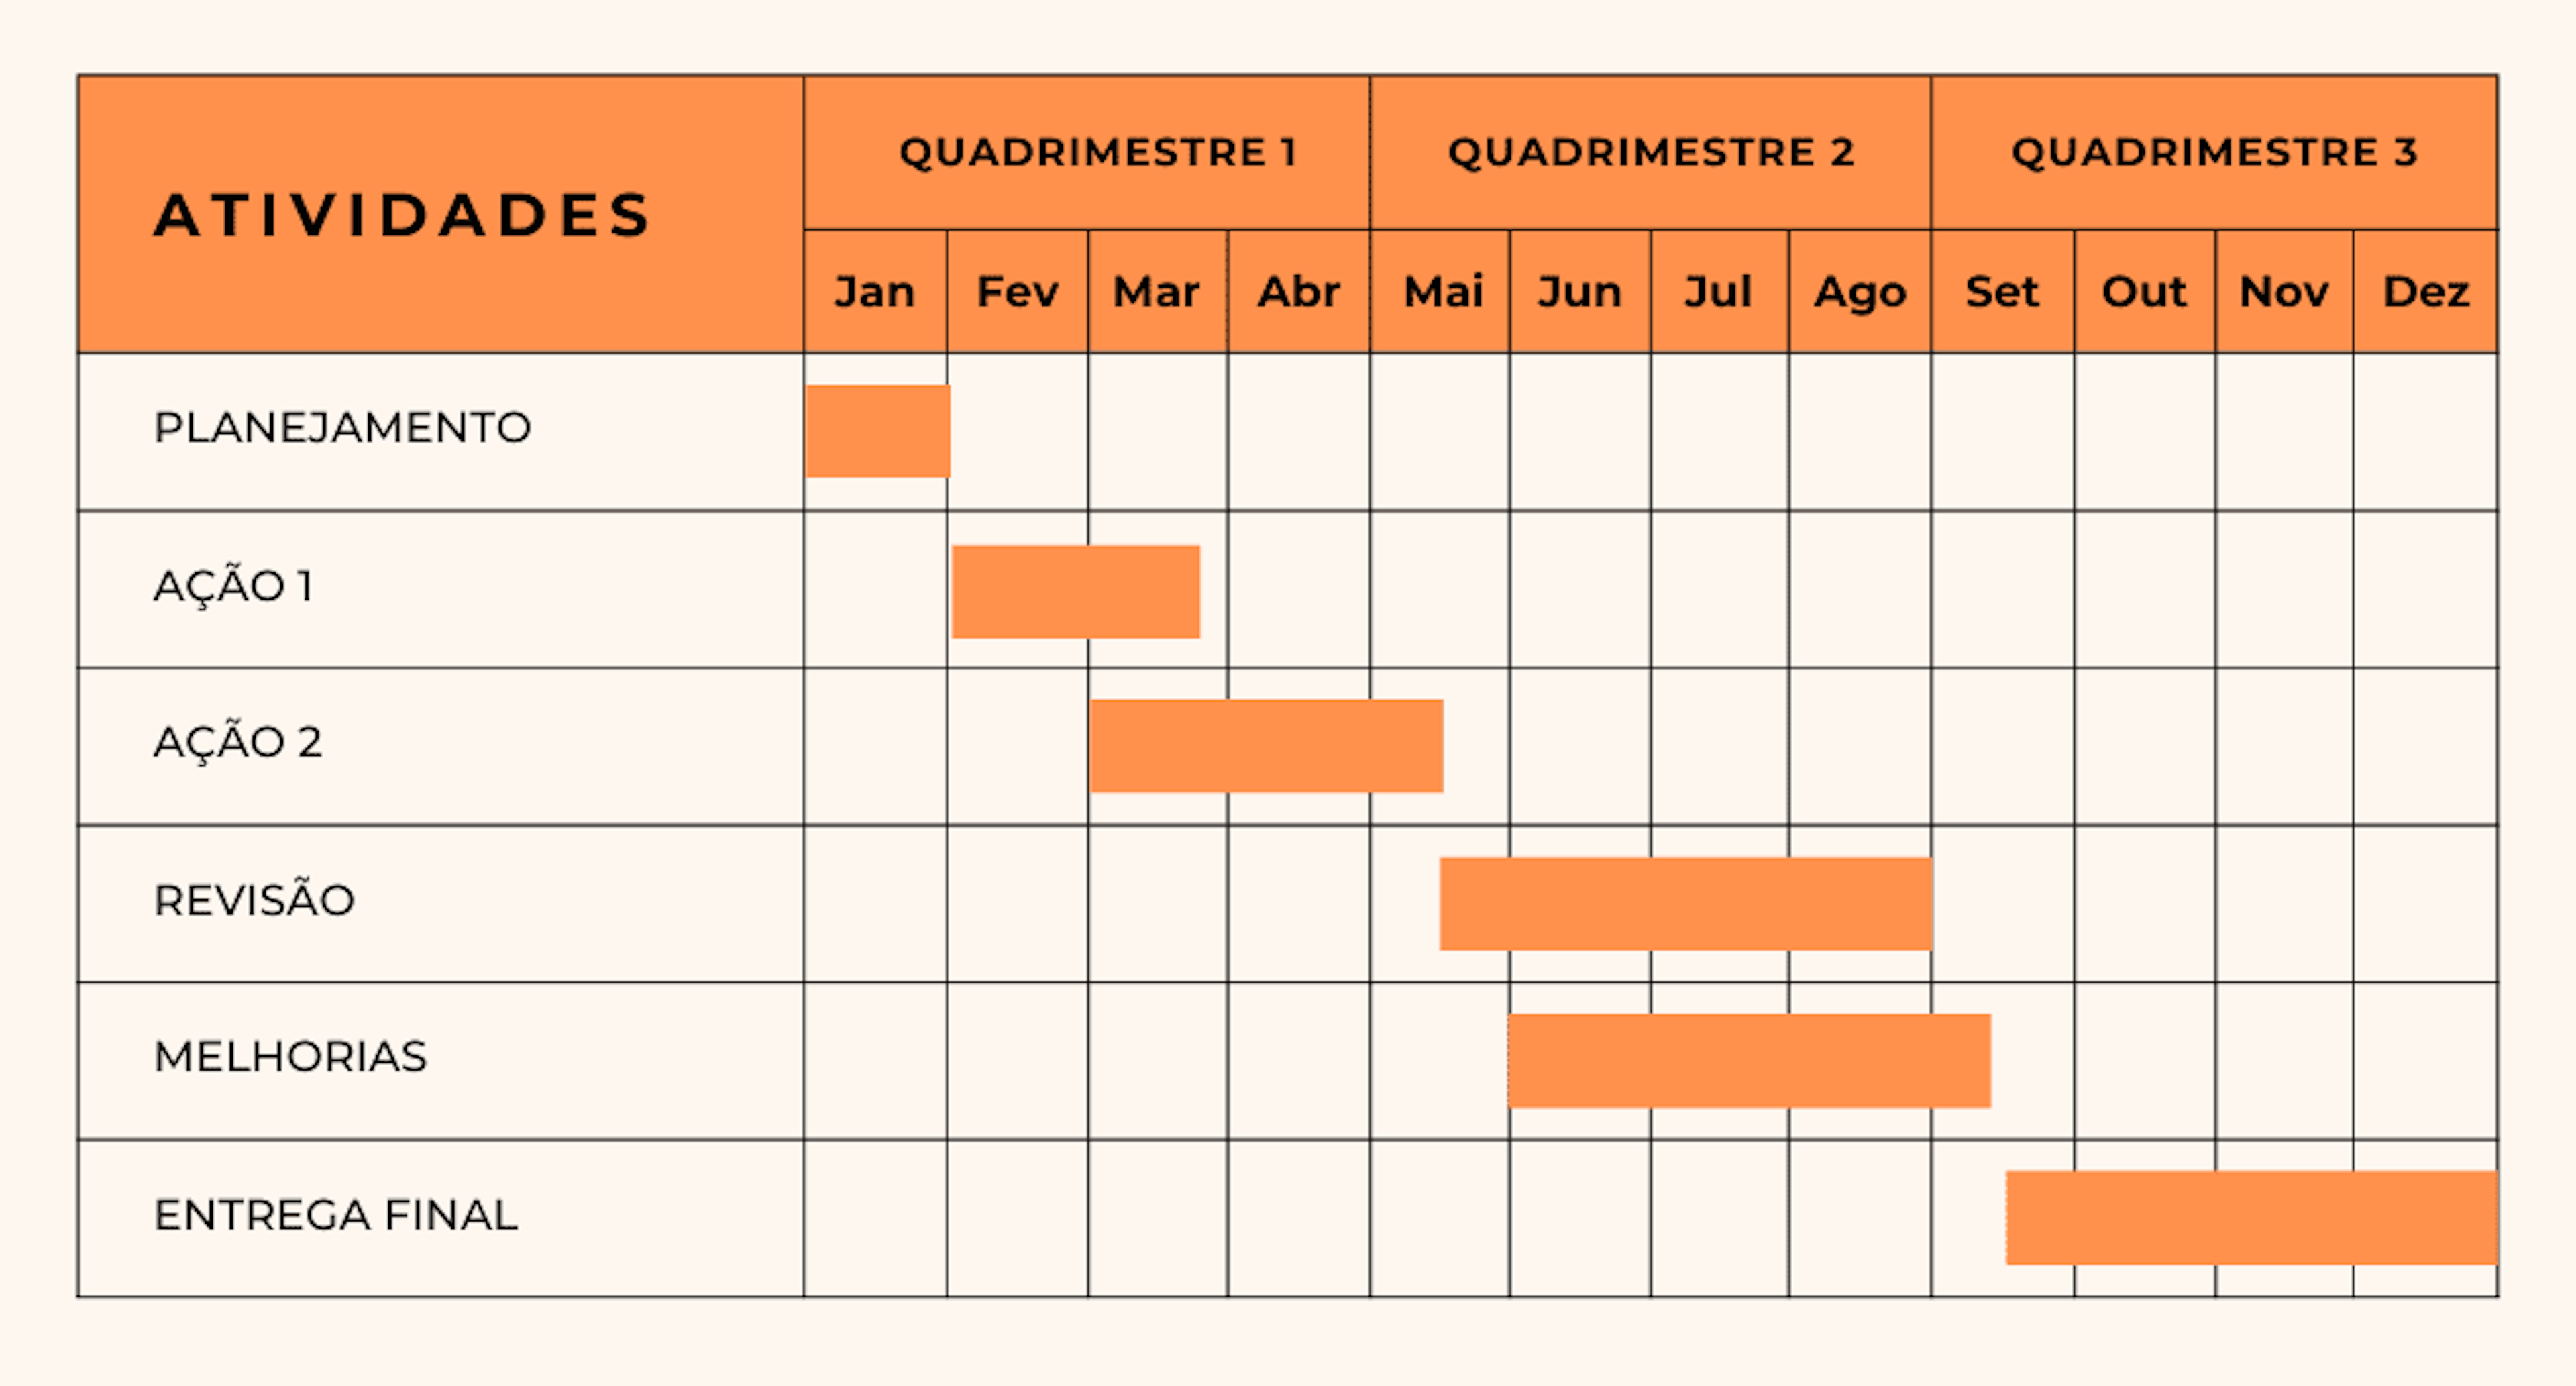 ATIVIDADES
QUADRIMESTRE 1 QUADRIMESTRE 2 QUADRIMESTRE 3
Jan Fev Mar Abr Mai Jun Jul Ago Set Out Nov Dez
PLANEJAMENTO
AÇÃO 1
AÇÃO 2
REVISÃO
MELHORIAS
ENTREGA FINAL